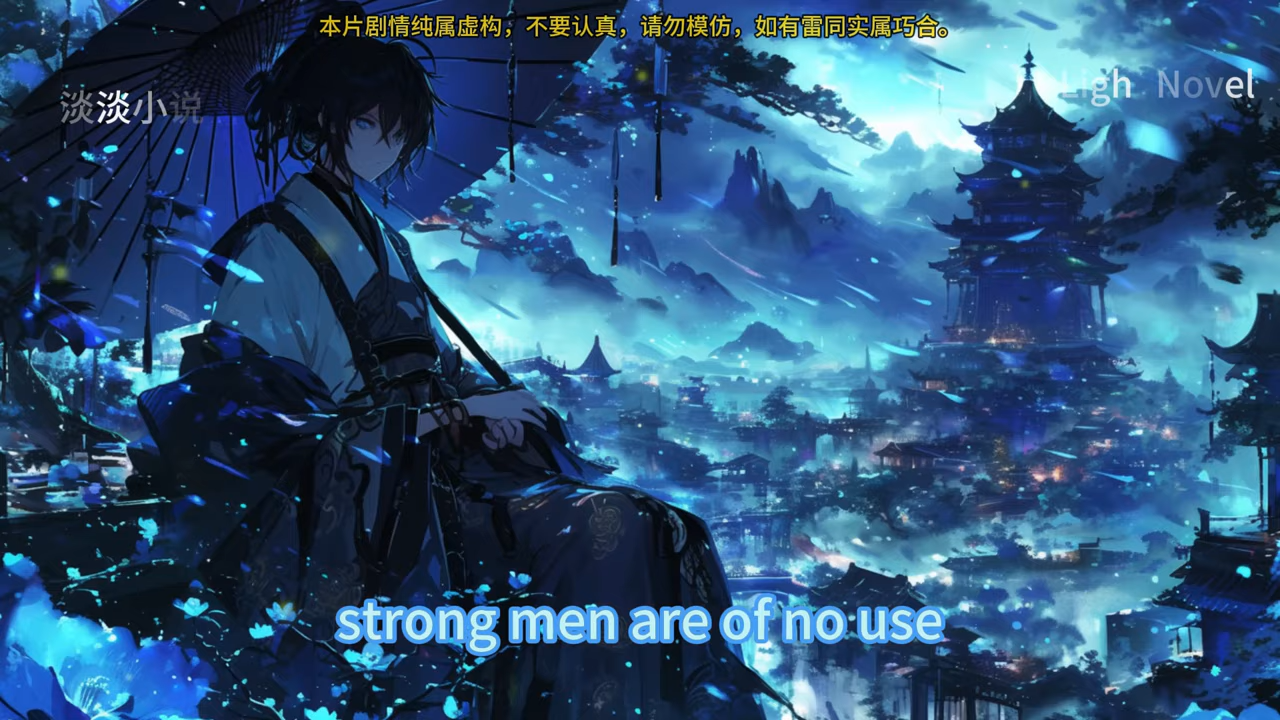 本片剧情纯属虚构，不要认真，请勿模仿，如有雷同实属巧合。
淡淡小说
Ligh Novel
strong men are of no use